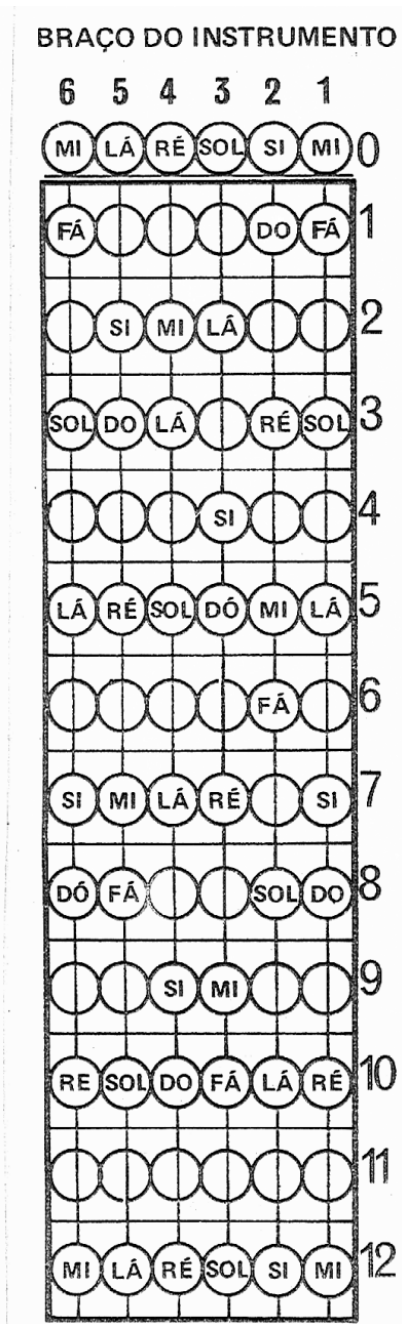 BRAÇO DO INSTRUMENTO
6 5 4 3 2 1
MI LÁ RÉ SOL SI MI 0
FÁ DO FÁ 1
SI MI LÁ 2
SOL DO LÁ RÉ SOL 3
SI 4
LÁ RÉ SOL DÓ MI LÁ 5
FÁ 6
SI MI LÁ RÉ SI 7
DÓ FÁ SOL DO 8
SI MI 9
RE SOL DO FÁ LÁ RÉ 10
11
MI LÁ RÉ SOL SI MI 12